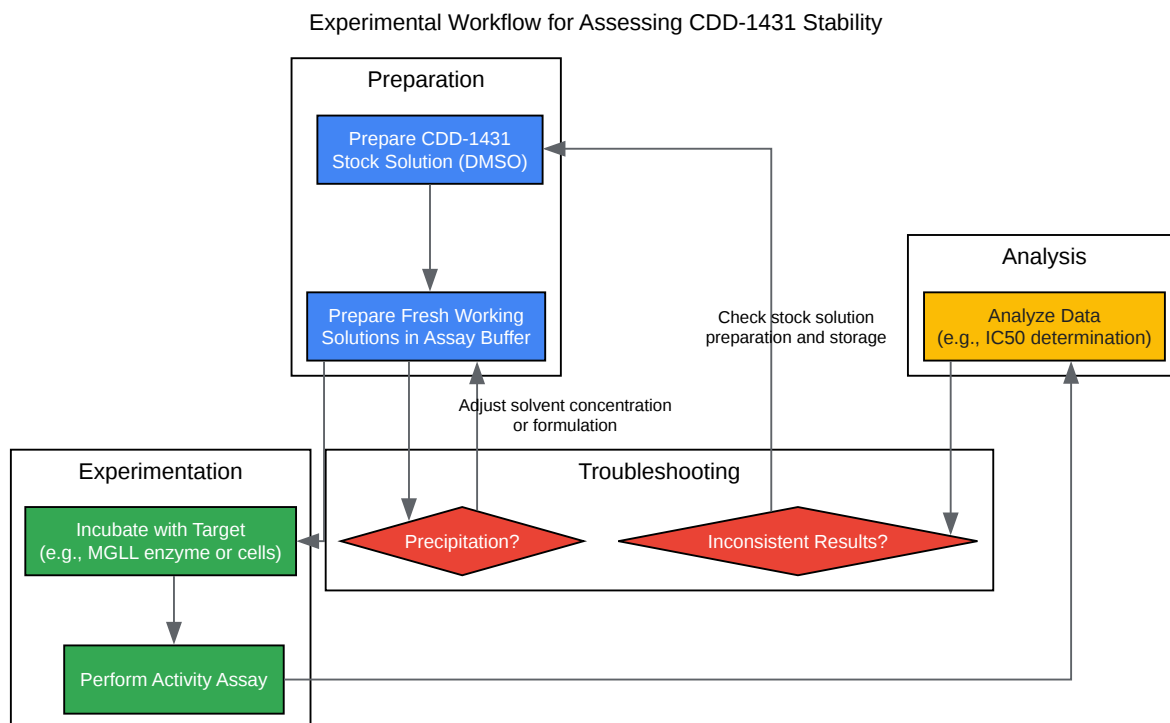 Experimental Workflow for Assessing CDD-1431 Stability
Preparation
Prepare CDD-1431
Stock Solution (DMSO)
Prepare Fresh Working
Solutions in Assay Buffer
Check stock solution
preparation and storage
Analysis
Analyze Data
(e.g., IC50 determination)
Adjust solvent concentration
or formulation
Experimentation
Incubate with Target
(e.g., MGLL enzyme or cells)
Perform Activity Assay
Troubleshooting
Precipitation?
Inconsistent Results?